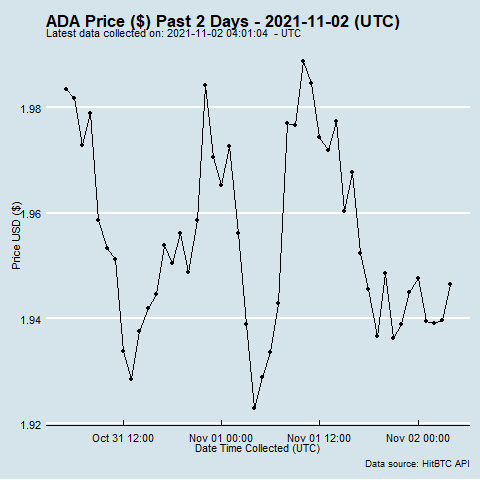 ADA Price ($) Past 2 Days - 2021-11-02 (UTC)
Latest data collected on: 2021-11-02 04:01:04  - UTC
1.98
1.96
1.94
1.92
Price USD ($)
Oct 31 12:00
Nov 01 00:00
Nov 01 12:00
Nov 02 00:00
Date Time Collected (UTC)
Data source: HitBTC API